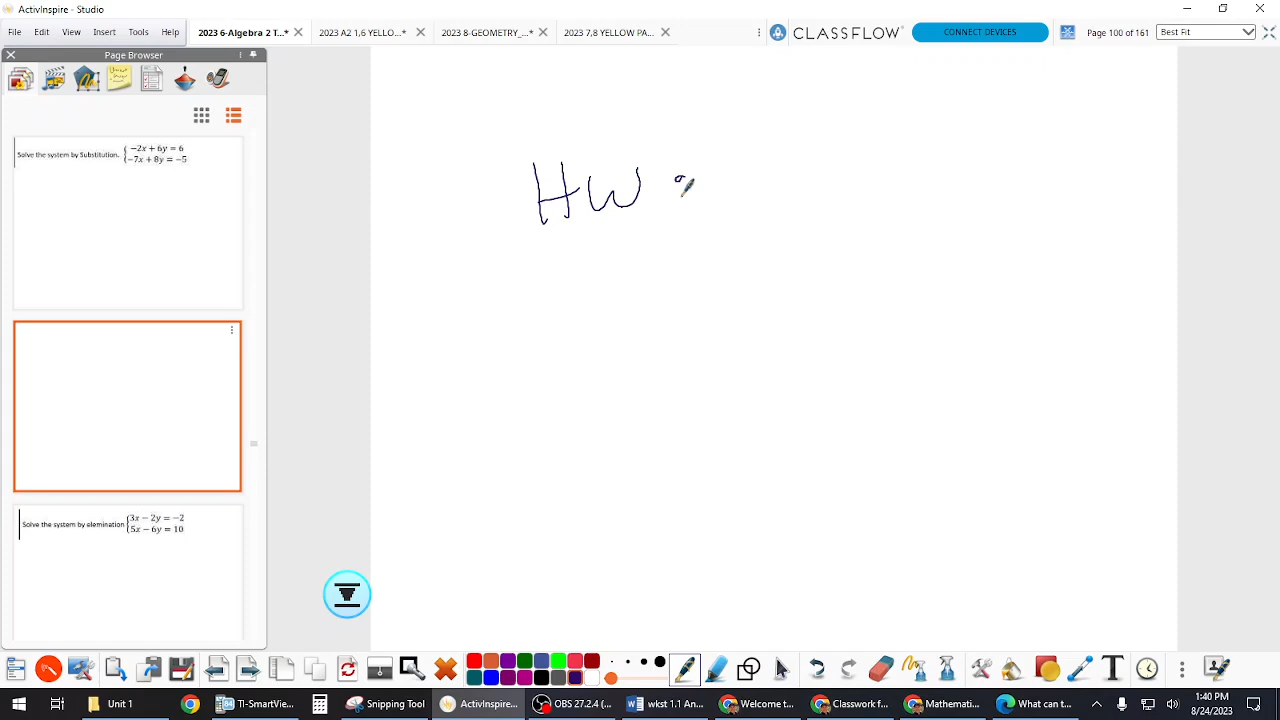 ActivInspire - Studio
File Edit View Insert Tools Help
2023 6-Algebra 2 T...*
2023 A2 1,6 YELLO...*
2023 8-GEOMETRY_...*
2023 7,8 YELLOW PA...
CLASSFLOW
CONNECT DEVICES
Page 100 of 161
Best Fit
Page Browser
Solve the system by Substitution. {−2x + 6y = 6
−7x + 8y = −5
HW
Solve the system by elemination {3x − 2y = −2
5x − 6y = 10
Unit 1
TI-SmartVie...
Snipping Tool
ActivInspire...
OBS 27.2.4 (...
wkst 1.1 An...
Welcome t...
Classwork f...
Mathemati...
What can t...
1:40 PM
8/24/2023